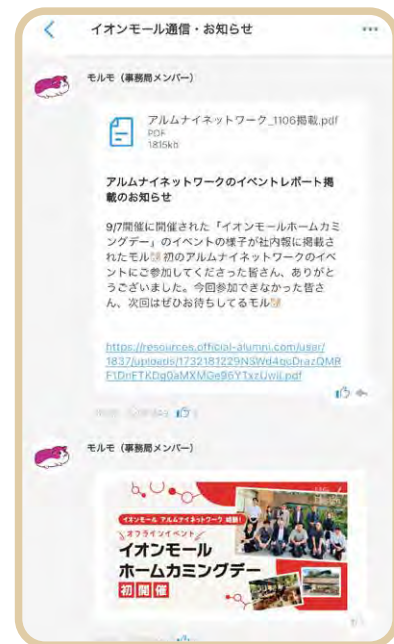 イオンモール通信・お知らせ
モルモ（事務局メンバー）
アルムナイネットワーク_1106掲載.pdf
PDF
1815kb
アルムナイネットワークのイベントレポート掲
載のお知らせ
9/7開催に開催された「イオンモールホームカミ
ングデー」のイベントの様子が社内報に掲載さ
れたモル 初のアルムナイネットワークのイベ
ントにご参加してくださった皆さん、ありがと
うございました。今回参加できなかった皆さ
ん、次回はぜひお待ちしてるモル
https://resources.official-alumni.com/user/
モルモ（事務局メンバー）
イオンモール アルムナイネットワーク 始動!
オフラインイベント
イオンモール
ホームカミングデー
初開催